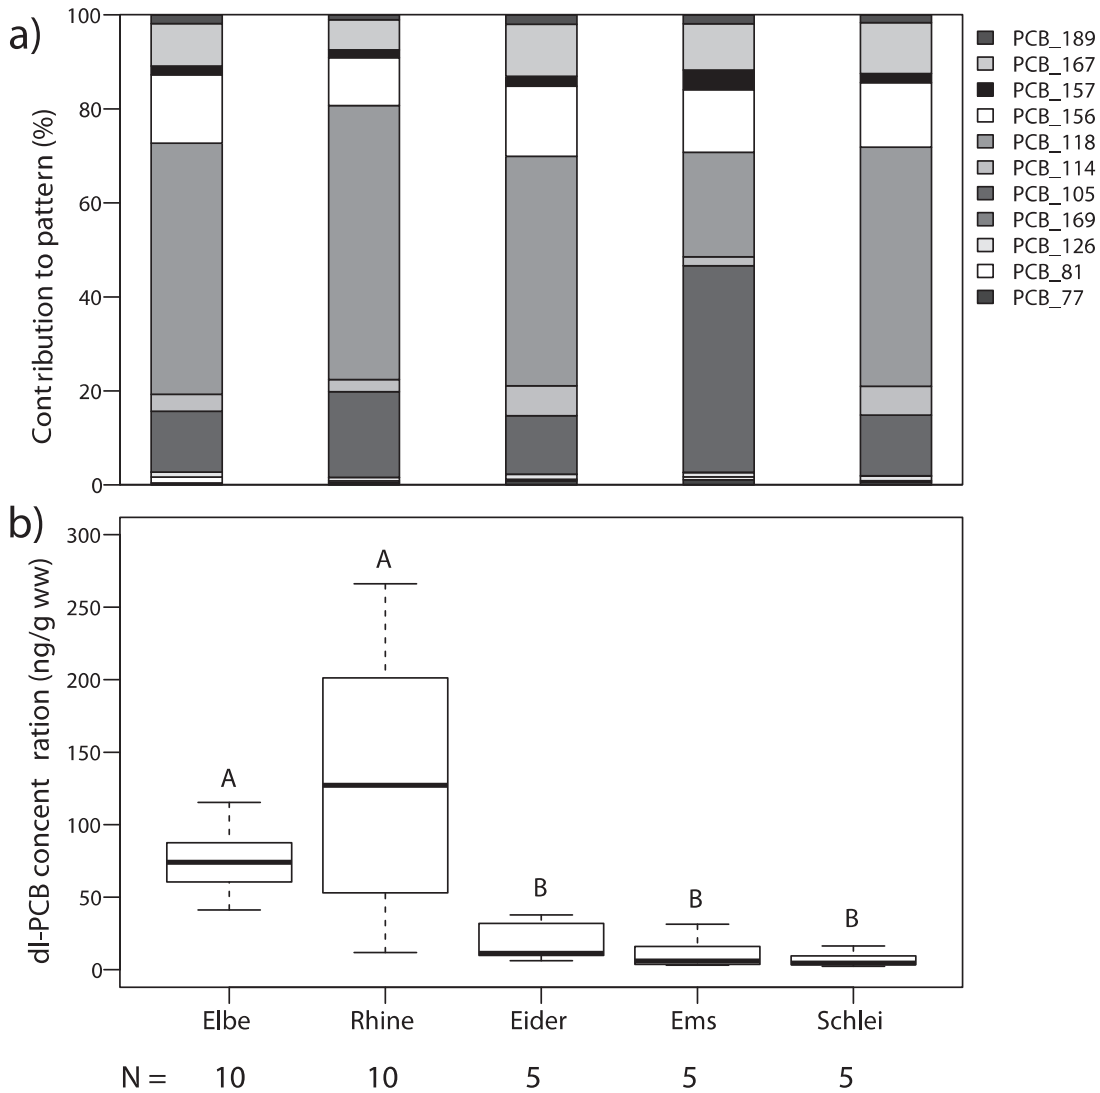 a)
Contribution to pattern (%)
100
80
60
40
20
0
PCB_189
PCB_167
PCB_157
PCB_156
PCB_118
PCB_114
PCB_105
PCB_169
PCB_126
PCB_81
PCB_77
b)
dl-PCB concent ration (ng/g ww)
300
250
200
150
100
50
0
A
A
B
B
B
Elbe Rhine Eider Ems Schlei
N = 10 10 5 5 5